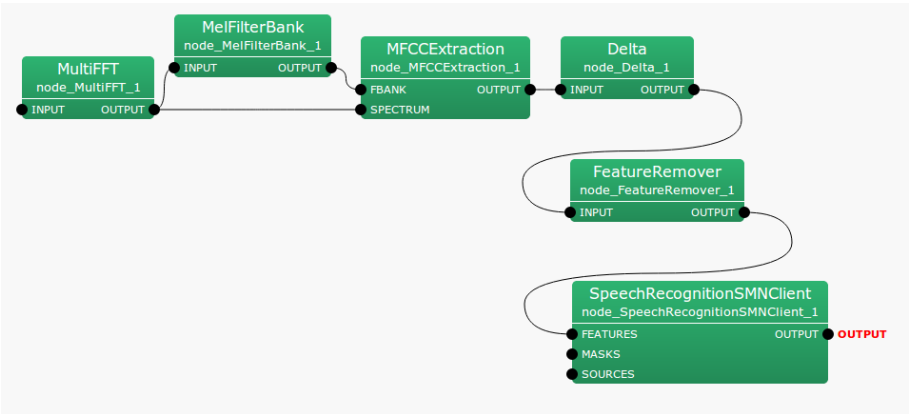 MelFilterBank
node_MelFilterBank_1
INPUT OUTPUT
MultiFFT
node_MultiFFT_1
INPUT OUTPUT
MFCCExtraction
node_MFCCExtraction_1
FBANK OUTPUT
SPECTRUM
Delta
node_Delta_1
INPUT OUTPUT
FeatureRemover
node_FeatureRemover_1
INPUT OUTPUT
SpeechRecognitionSMNClient
node_SpeechRecognitionSMNClient_1
FEATURES OUTPUT OUTPUT
MASKS
SOURCES